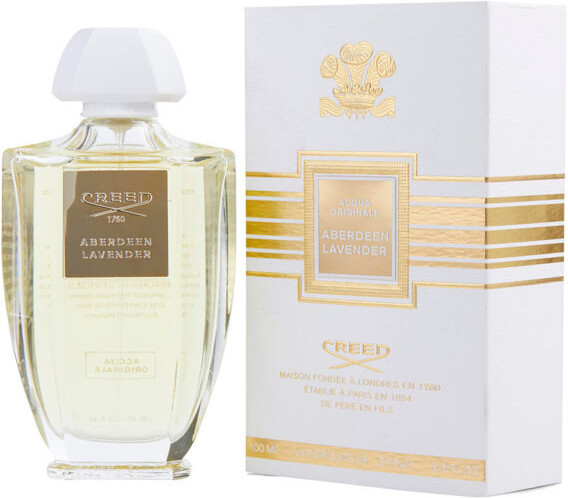 CREED
1760
ABERDEEN
LAVENDER
ACQUA
ORIGINALE
ACQUA
ORIGINALE
ABERDEEN
LAVENDER
CREED
MAISON FONDÉE À LONDRES EN 1760
ÉTABLIE À PARIS EN 1854
DE PÈRE EN FILS
100 ML